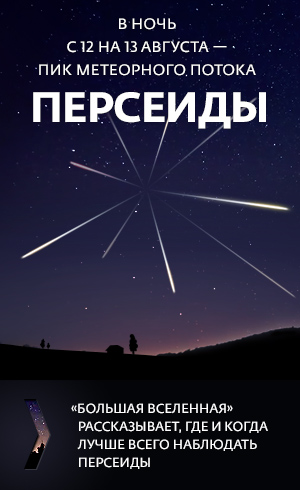 В НОЧЬ
С 12 НА 13 АВГУСТА —
ПИК МЕТЕОРНОГО ПОТОКА
ПЕРСЕИДЫ
«БОЛЬШАЯ ВСЕЛЕННАЯ»
РАССКАЗЫВАЕТ, ГДЕ И КОГДА
ЛУЧШЕ ВСЕГО НАБЛЮДАТЬ
ПЕРСЕИДЫ